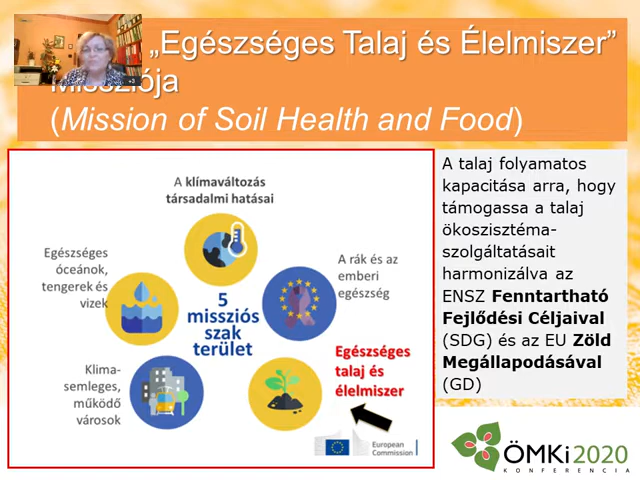 „Egészséges Talaj és Élelmiszer”
Missziója
(Mission of Soil Health and Food)
A klímaváltozás
társadalmi hatásai
Egészséges
óceánok,
tengerek és
vizek
A rák és az
emberi
egészség
5
missziós
szak
terület
Klíma-
semleges,
működő
városok
Egészséges
talaj és
élelmiszer
European
Commission
A talaj folyamatos
kapacitása arra, hogy
támogassa a talaj
ökoszisztéma-
szolgáltatásait
harmonizálva az
ENSZ Fenntartható
Fejlődési Céljaival
(SDG) és az EU Zöld
Megállapodásával
(GD)
ÖMKi2020
KONFERENCIA